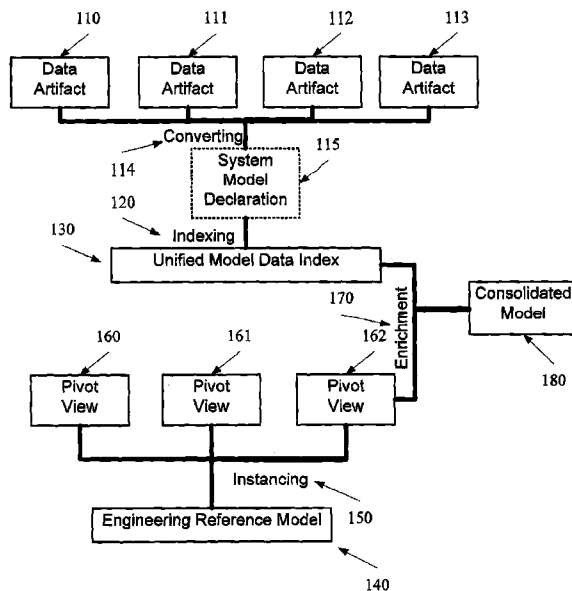 110
111
112
113
Data
Artifact
Data
Artifact
Data
Artifact
Data
Artifact
Converting
114
System
Model
Declaration
115
120
Indexing
130
Unified Model Data Index
170
Enrichment
Consolidated
Model
180
160
161
162
Pivot
View
Pivot
View
Pivot
View
Instancing
150
Engineering Reference Model
140